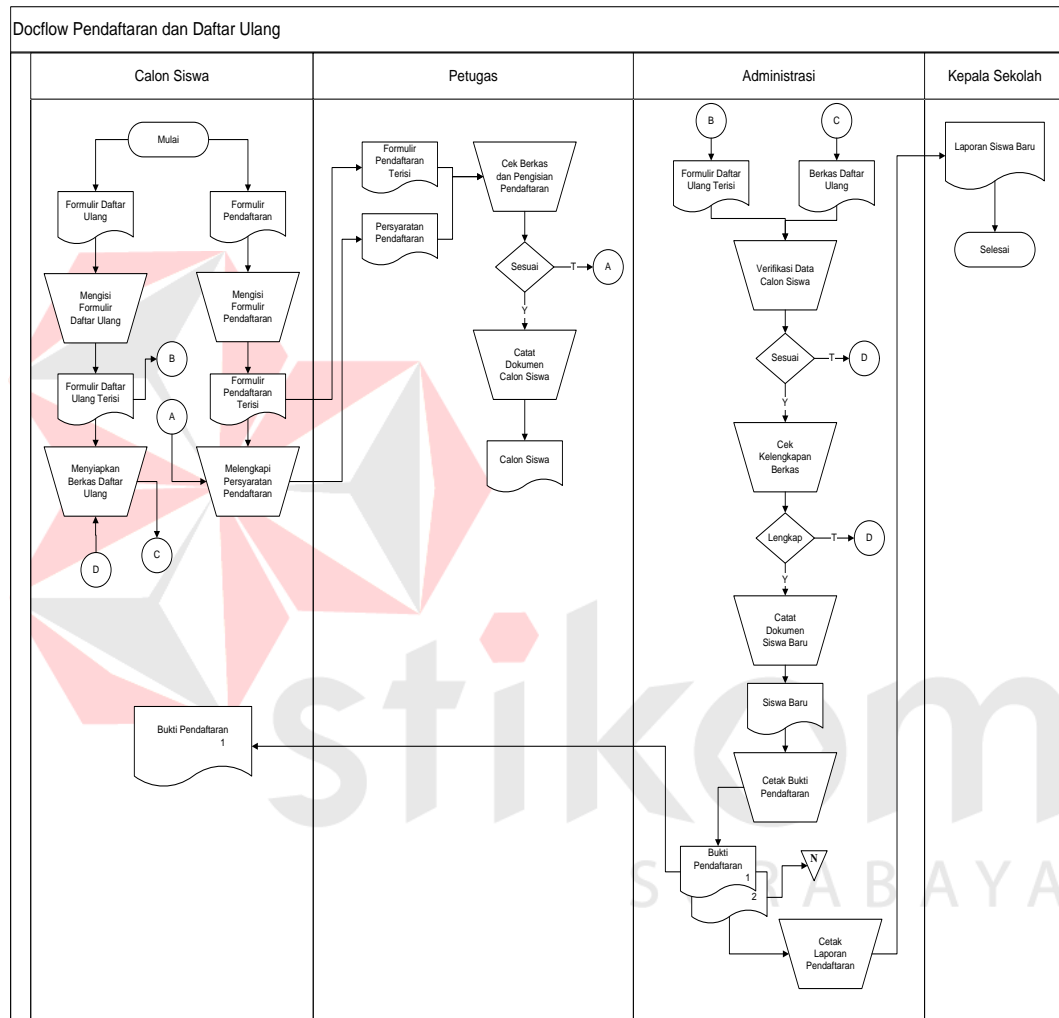 Docflow Pendaftaran dan Daftar Ulang
Calon Siswa
Petugas
Administrasi
Kepala Sekolah
Mulai
Formulir Daftar
Ulang
Formulir
Pendaftaran
Mengisi
Formulir
Daftar Ulang
Mengisi
Formulir
Pendaftaran
Formulir Daftar
Ulang Terisi
B
Formulir
Pendaftaran
Terisi
A
Menyiapkan
Berkas Daftar
Ulang
Melengkapi
Persyaratan
Pendaftaran
D
C
Bukti Pendaftaran
1
Formulir
Pendaftaran
Terisi
Persyaratan
Pendaftaran
Cek Berkas
dan Pengisian
Pendaftaran
Sesuai
T
A
Y
Catat
Dokumen
Calon Siswa
Calon Siswa
B
C
Formulir Daftar
Ulang Terisi
Berkas Daftar
Ulang
Verifikasi Data
Calon Siswa
Sesuai
T
D
Y
Cek
Kelengkapan
Berkas
Lengkap
T
D
Y
Catat
Dokumen
Siswa Baru
Siswa Baru
Cetak Bukti
Pendaftaran
Bukti
Pendaftaran
1
2
N
Cetak
Laporan
Pendaftaran
Laporan Siswa Baru
Selesai
stikom
SURABAYA